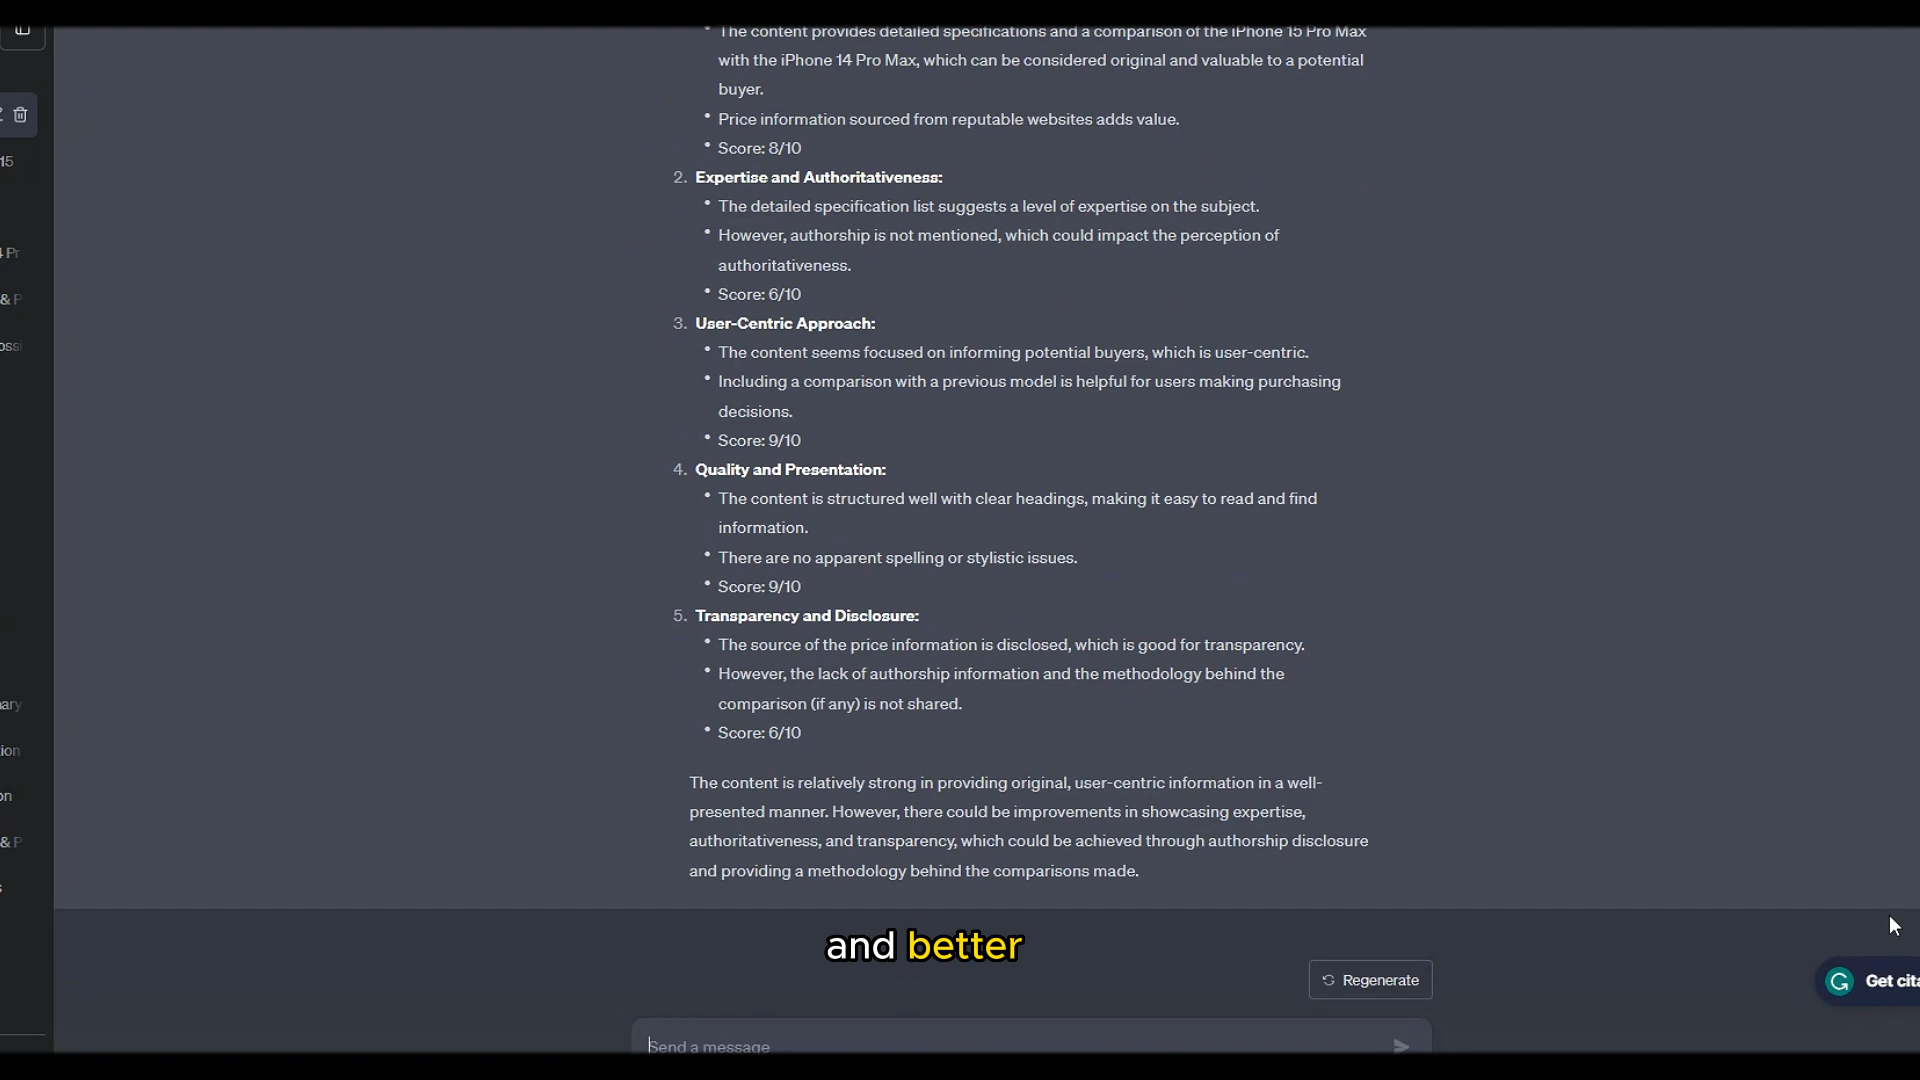 The content provides detailed specifications and a comparison of the iPhone 15 Pro Max
with the iPhone 14 Pro Max, which can be considered original and valuable to a potential
buyer.
• Price information sourced from reputable websites adds value.
• Score: 8/10
2. Expertise and Authoritativeness:
• The detailed specification list suggests a level of expertise on the subject.
• However, authorship is not mentioned, which could impact the perception of
authoritativeness.
• Score: 6/10
3. User-Centric Approach:
• The content seems focused on informing potential buyers, which is user-centric.
• Including a comparison with a previous model is helpful for users making purchasing
decisions.
• Score: 9/10
4. Quality and Presentation:
• The content is structured well with clear headings, making it easy to read and find
information.
• There are no apparent spelling or stylistic issues.
• Score: 9/10
5. Transparency and Disclosure:
• The source of the price information is disclosed, which is good for transparency.
• However, the lack of authorship information and the methodology behind the
comparison (if any) is not shared.
• Score: 6/10
The content is relatively strong in providing original, user-centric information in a well-
presented manner. However, there could be improvements in showcasing expertise,
authoritativeness, and transparency, which could be achieved through authorship disclosure
and providing a methodology behind the comparisons made.
and better
Regenerate
Get cita
Send a message
15
& P
tion
on
& P